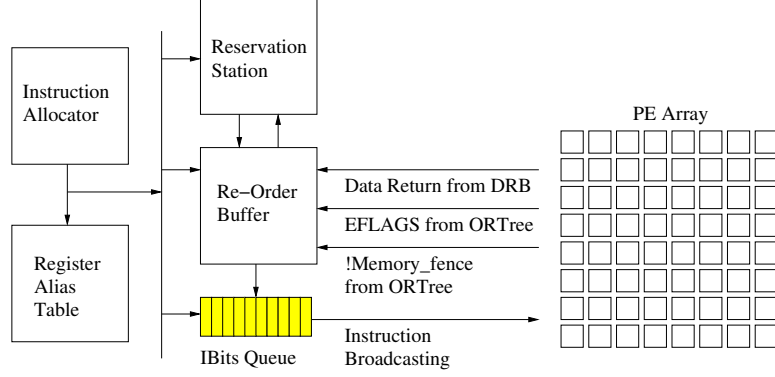 Reservation
Station
Instruction
Allocator
PE Array
Re−Order
Buffer
Data Return from DRB
EFLAGS from ORTree
!Memory_fence
from ORTree
Register
Alias
Table
IBits Queue
Instruction
Broadcasting